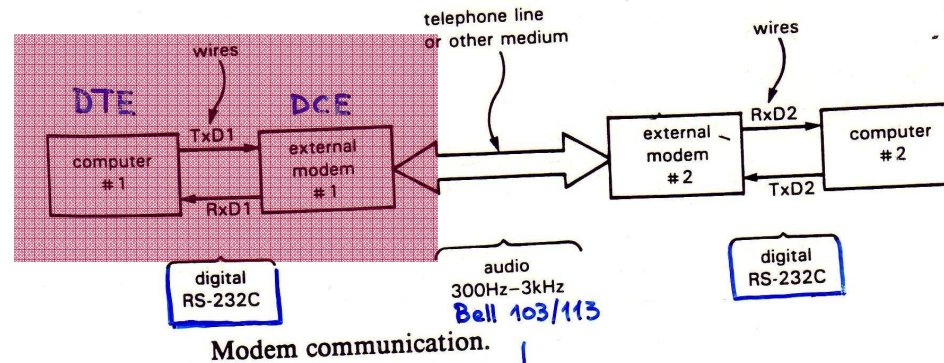 telephone line
or other medium
wires
wires
DTE
DCE
TxD1
RxD2
computer
#1
external
modem
#1
external
modem
#2
computer
#2
RxD1
TxD2
digital
RS-232C
audio
300Hz–3kHz
Bell 103/113
digital
RS-232C
Modem communication.